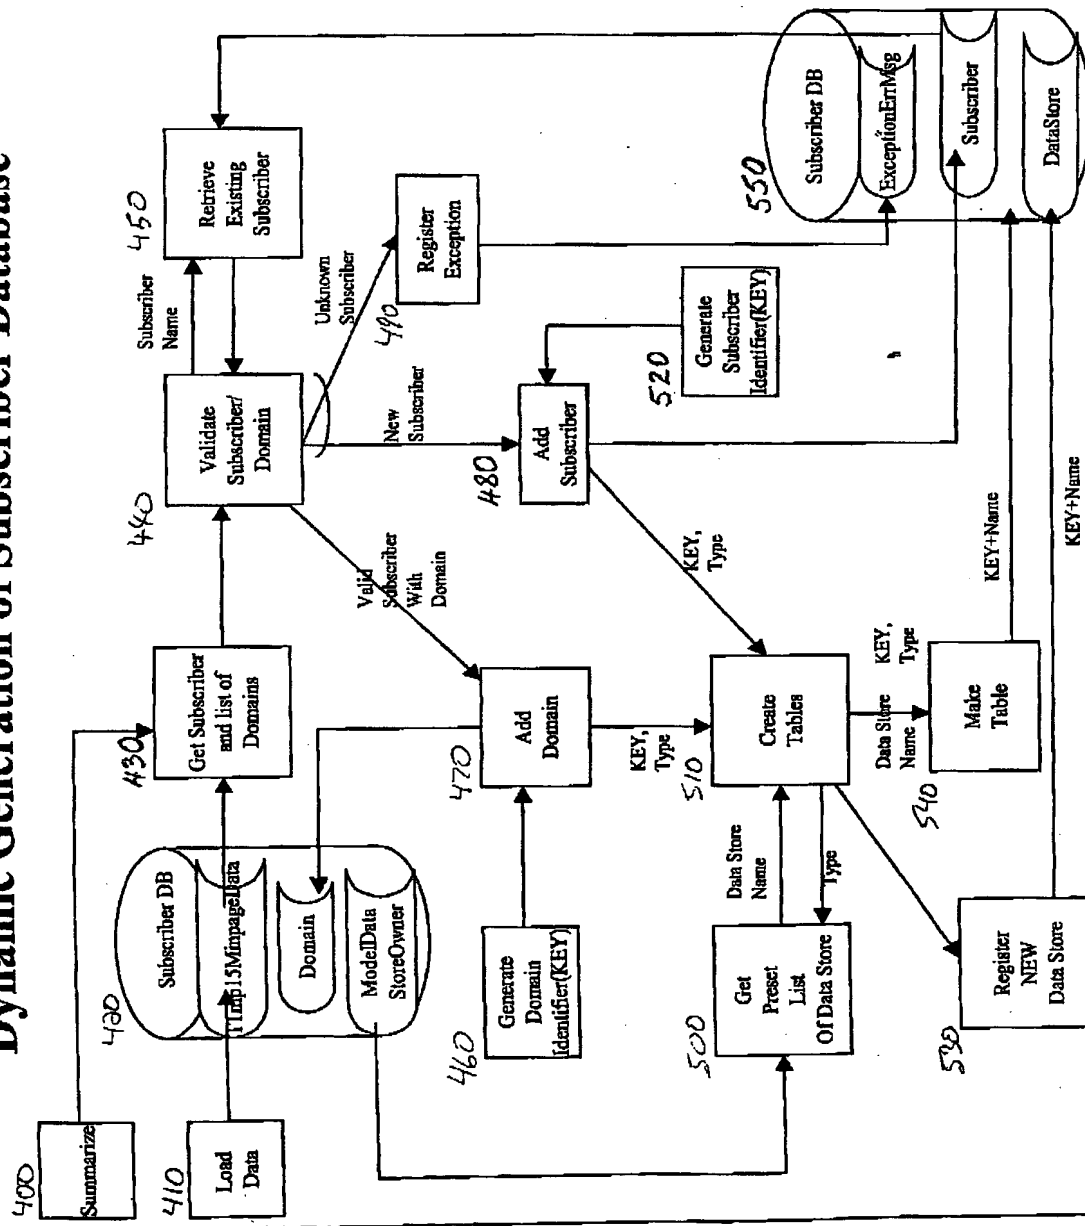 Dynamic Generation of Subscriber Database
400
Summarize
410
Load
Data
420
Subscriber DB
TTmp15MinpageData
Domain
ModelData
StoreOwner
430
Get Subscriber
and list of
Domains
440
Validate
Subscriber/
Domain
Subscriber
Name
450
Retrieve
Existing
Subscriber
Unknown
Subscriber
490
Register
Exception
New
Subscriber
Valid
Subscriber
With
Domain
460
Generate
Domain
Identifier(KEY)
470
Add
Domain
480
Add
Subscriber
520
Generate
Subscriber
Identifier(KEY)
KEY,
Type
KEY,
Type
500
Get
Preset
List
Of Data Store
Data Store
Name
Type
510
Create
Tables
Data Store
Name
KEY,
Type
530
Register
NEW
Data Store
540
Make
Table
KEY+Name
KEY+Name
550
Subscriber DB
ExceptionErrMsg
Subscriber
DataStore